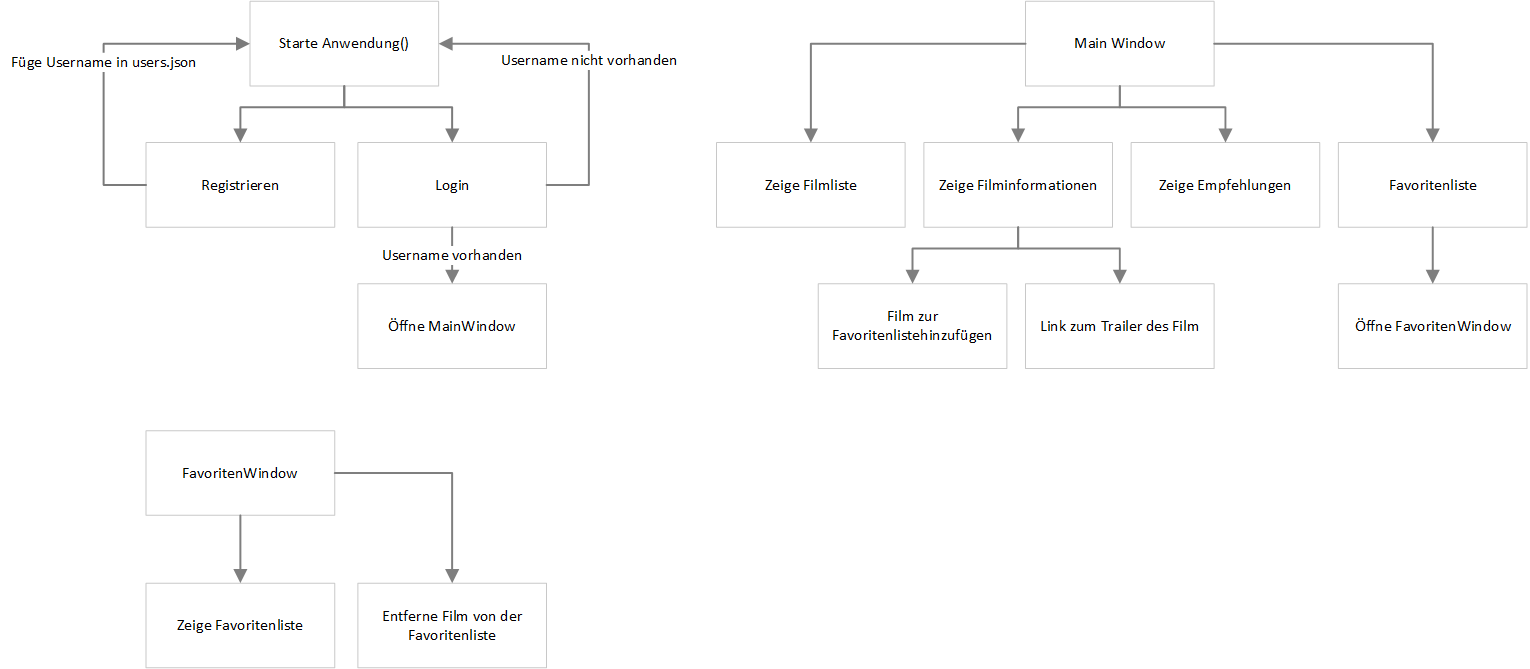 Starte Anwendung()
Main Window
Füge Username in users.json
Username nicht vorhanden
Registrieren
Login
Zeige Filmliste
Zeige Filminformationen
Zeige Empfehlungen
Favoritenliste
Username vorhanden
Öffne MainWindow
Film zur
Favoritenlistehinzufügen
Link zum Trailer des Film
Öffne FavoritenWindow
FavoritenWindow
Zeige Favoritenliste
Entferne Film von der
Favoritenliste